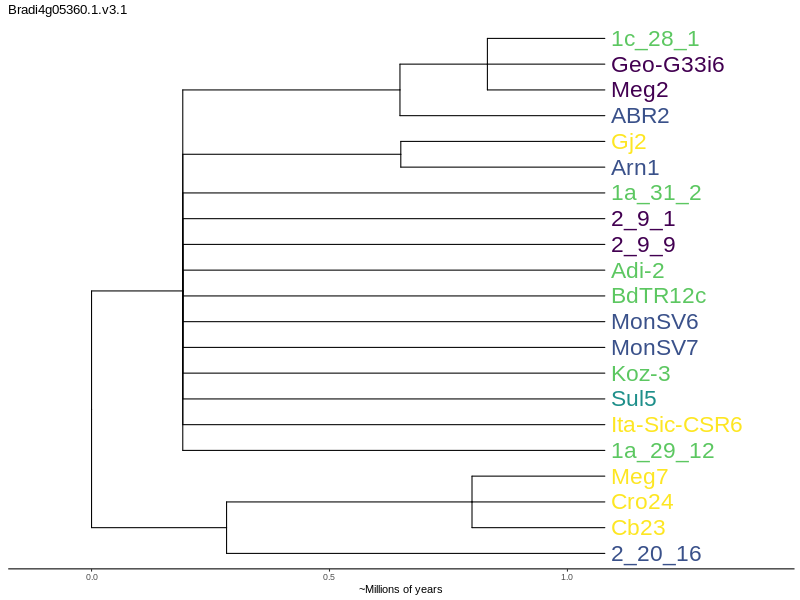 Bradi4g05360.1.v3.1
1c_28_1
Geo-G33i6
Meg2
ABR2
Gj2
Arn1
1a_31_2
2_9_1
2_9_9
Adi-2
BdTR12c
MonSV6
MonSV7
Koz-3
Sul5
Ita-Sic-CSR6
1a_29_12
Meg7
Cro24
Cb23
2_20_16
0.0 0.5 1.0
~Millions of years